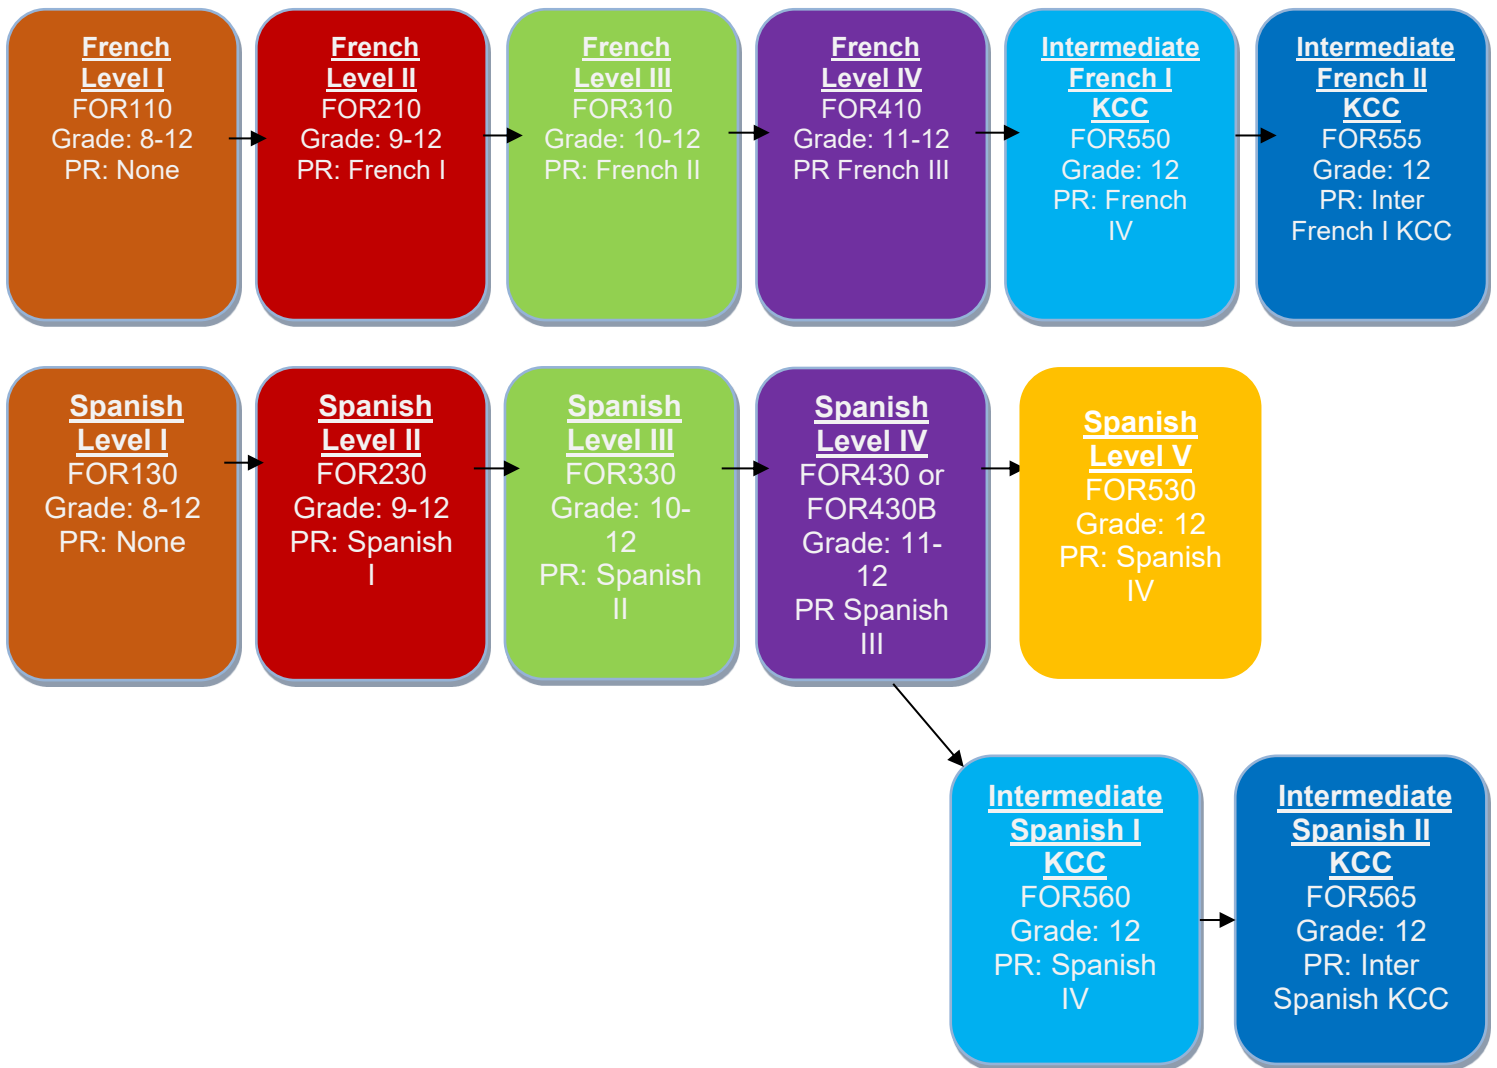 French
Level I
FOR110
Grade: 8-12
PR: None
French
Level II
FOR210
Grade: 9-12
PR: French I
French
Level III
FOR310
Grade: 10-12
PR: French II
French
Level IV
FOR410
Grade: 11-12
PR French III
Intermediate
French I
KCC
FOR550
Grade: 12
PR: French
IV
Intermediate
French II
KCC
FOR555
Grade: 12
PR: Inter
French I KCC
Spanish
Level I
FOR130
Grade: 8-12
PR: None
Spanish
Level II
FOR230
Grade: 9-12
PR: Spanish
I
Spanish
Level III
FOR330
Grade: 10-
12
PR: Spanish
II
Spanish
Level IV
FOR430 or
FOR430B
Grade: 11-
12
PR Spanish
III
Spanish
Level V
FOR530
Grade: 12
PR: Spanish
IV
Intermediate
Spanish I
KCC
FOR560
Grade: 12
PR: Spanish
IV
Intermediate
Spanish II
KCC
FOR565
Grade: 12
PR: Inter
Spanish KCC